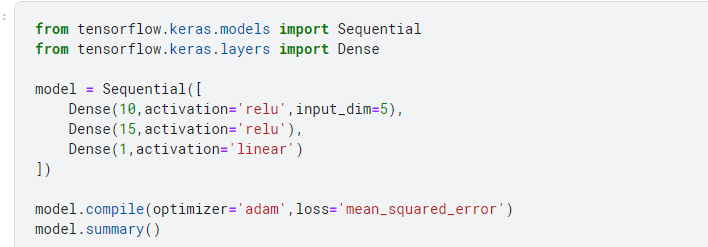 :
from tensorflow.keras.models import Sequential
from tensorflow.keras.layers import Dense
model = Sequential([
    Dense(10,activation='relu',input_dim=5),
    Dense(15,activation='relu'),
    Dense(1,activation='linear')
])
model.compile(optimizer='adam',loss='mean_squared_error')
model.summary()